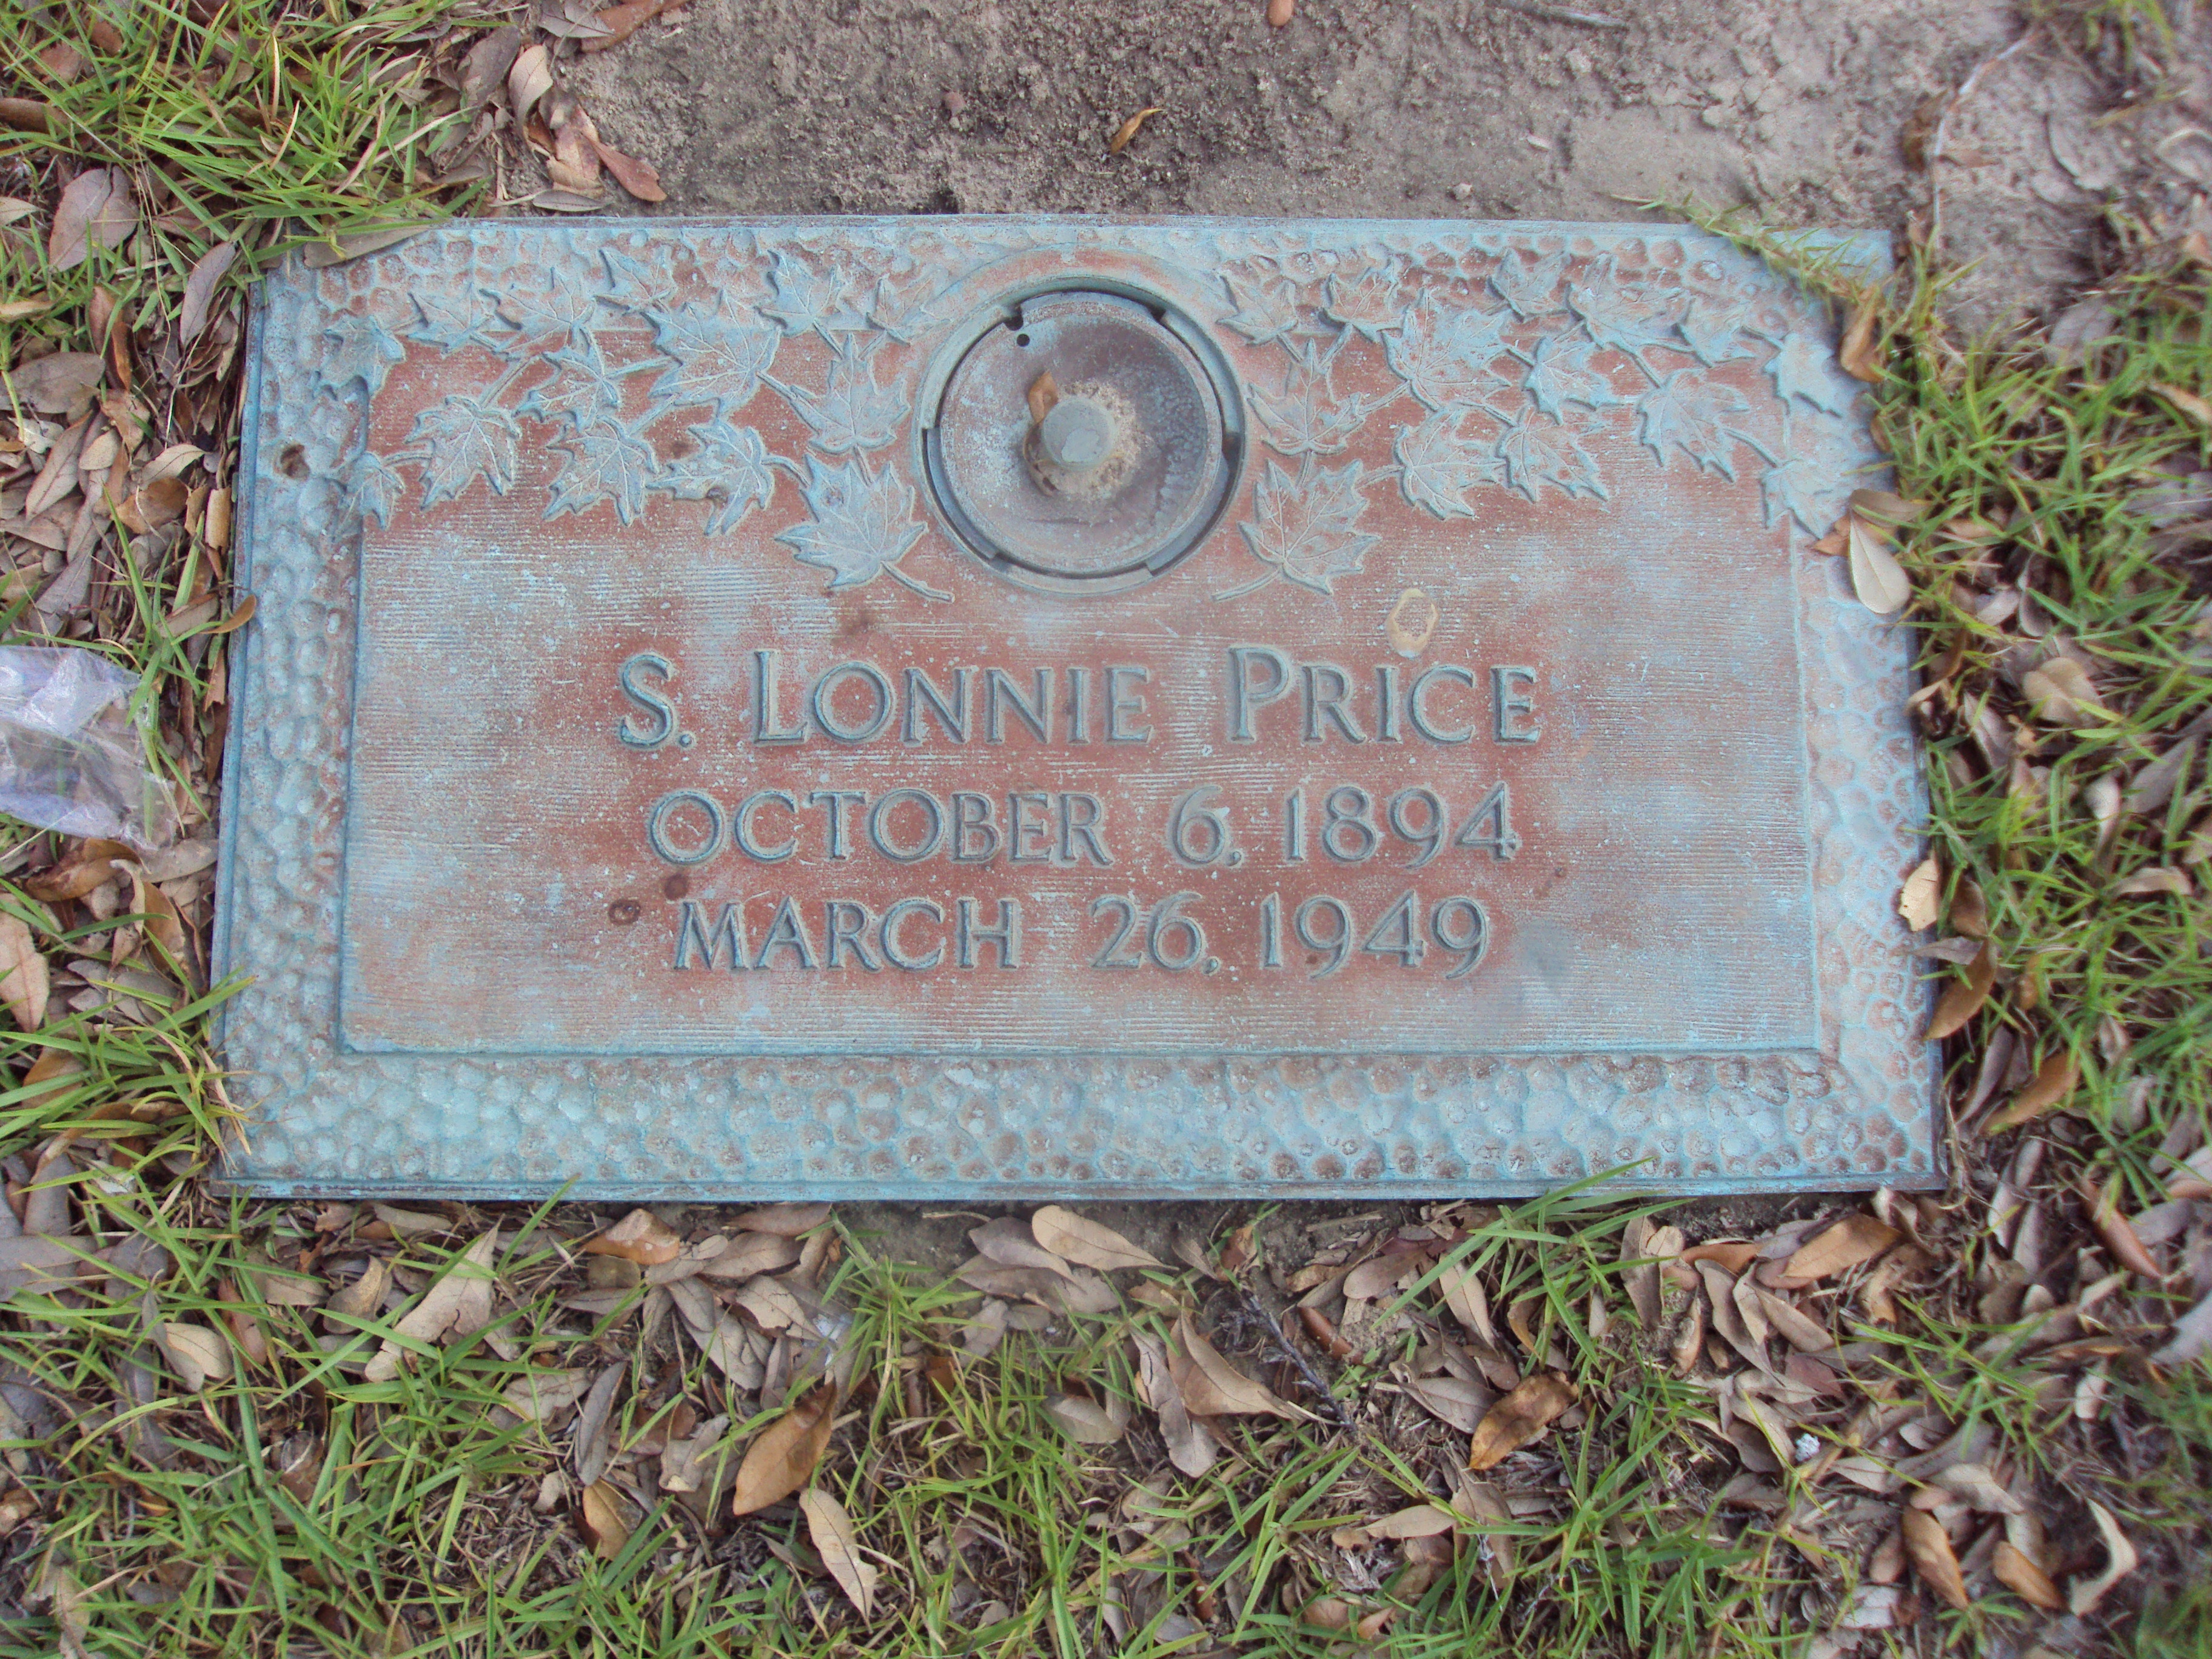 S. LONNIE PRICE
OCTOBER 6, 1894
MARCH 26, 1949